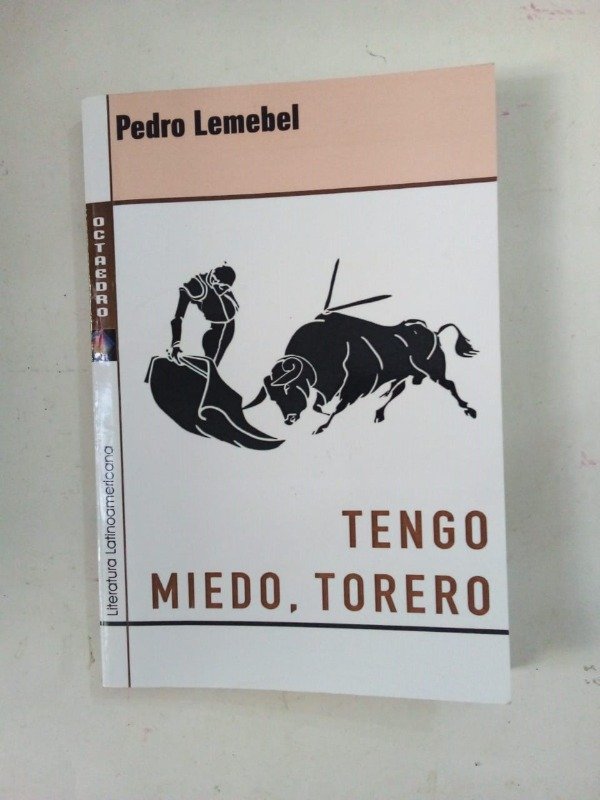 Pedro Lemebel
OCTAEDRO
Literatura Latinoamericana
TENGO
MIEDO, TORERO